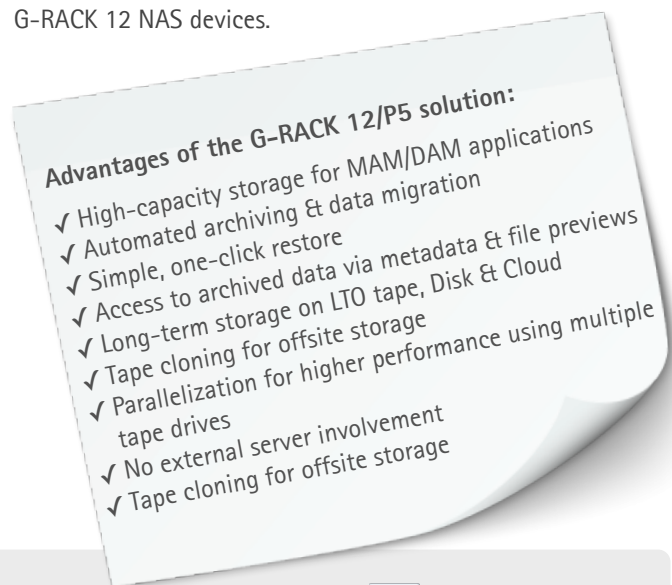 G-RACK 12 NAS devices.
Advantages of the G-RACK 12/P5 solution:
✓ High-capacity storage for MAM/DAM applications
✓ Automated archiving & data migration
✓ Simple, one-click restore
✓ Access to archived data via metadata & file previews
✓ Long-term storage on LTO tape, Disk & Cloud
✓ Tape cloning for offsite storage
✓ Parallelization for higher performance using multiple
tape drives
✓ No external server involvement
✓ Tape cloning for offsite storage